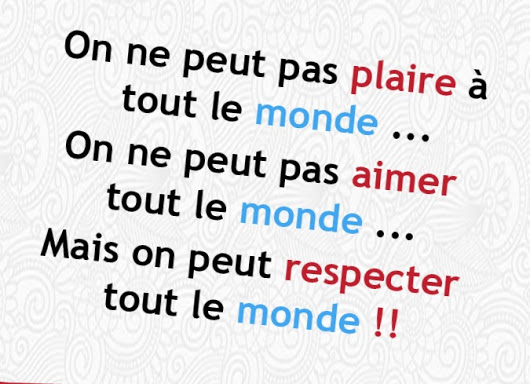 On ne peut pas plaire à
tout le monde ...
On ne peut pas aimer
tout le monde ...
Mais on peut respecter
tout le monde !!